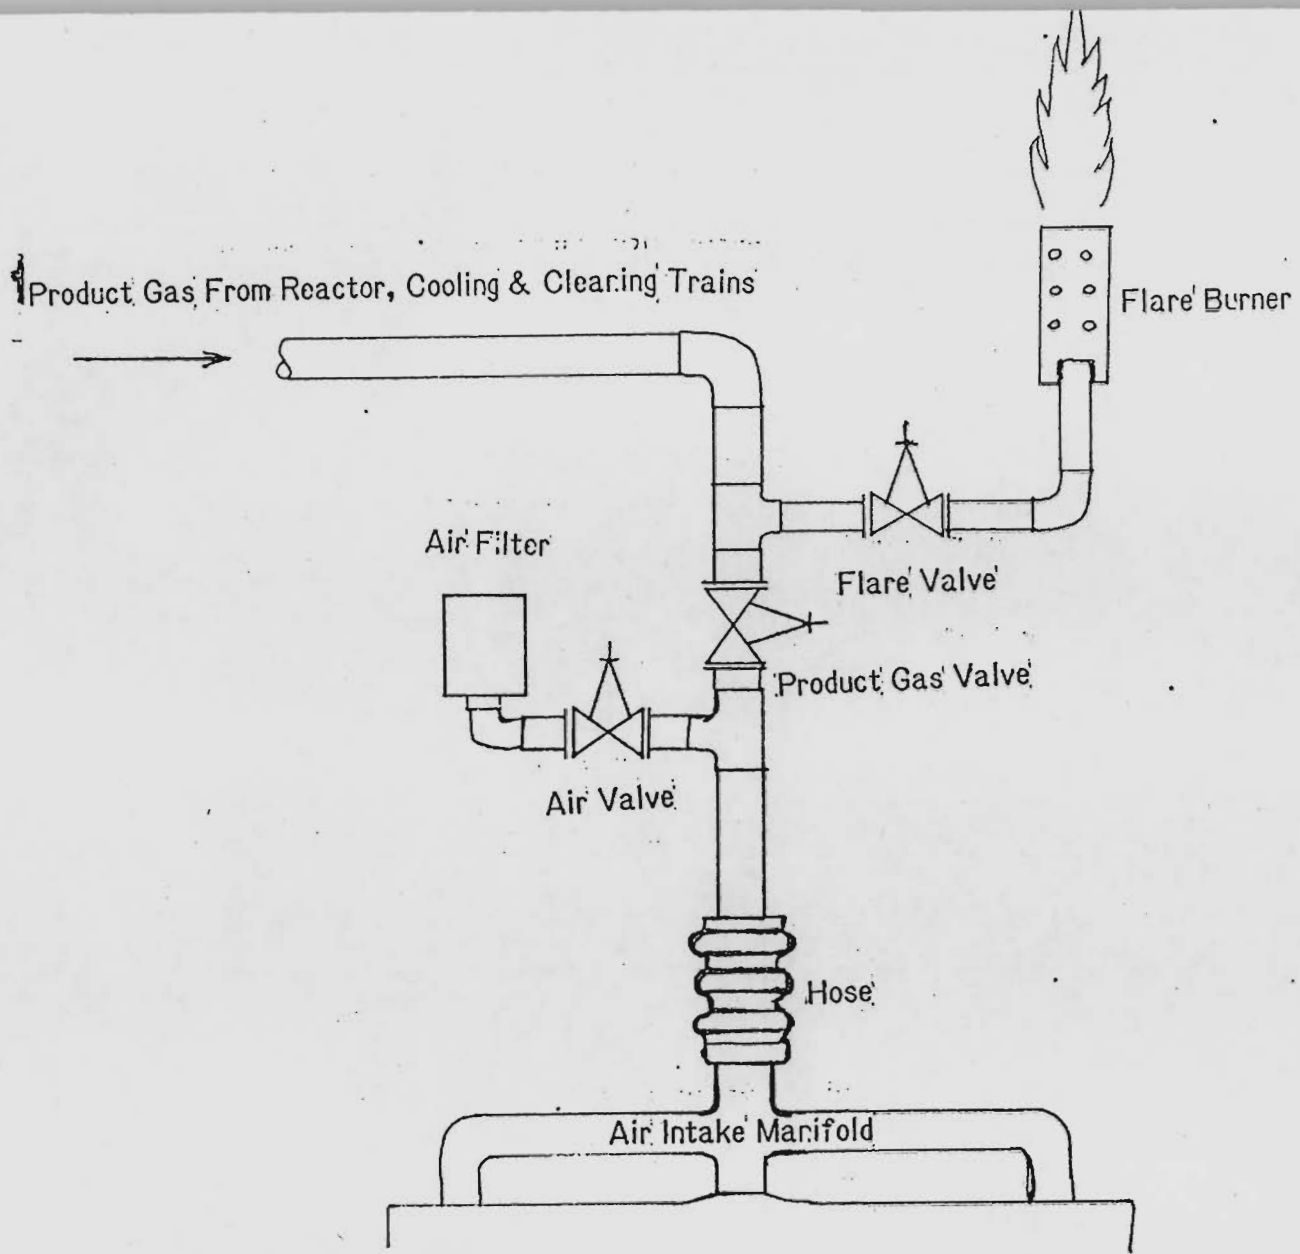 Product Gas From Reactor, Cooling & Clearing Trains
Flare Burner
Air Filter
Flare Valve
Product Gas Valve
Air Valve
Hose
Air Intake Manifold